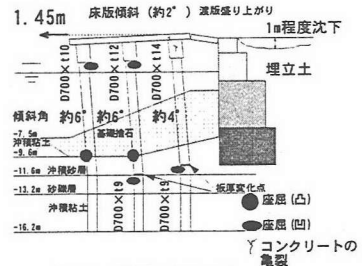 1.45m 床版傾斜 (約2°) 渡版盛り上がり
1m程度沈下
D700×t10
D700×t12
D700×t14
埋立土
傾斜角 約6° 約6° 約4°
基礎捨石
-7.5m
沖積粘土
-9.6m
-11.6m 沖積砂層
板厚変化点
-13.2m 砂礫層
D700×t9
D700×t9
沖積粘土
-16.2m
座屈(凸)
座屈(凹)
コンクリートの
亀裂